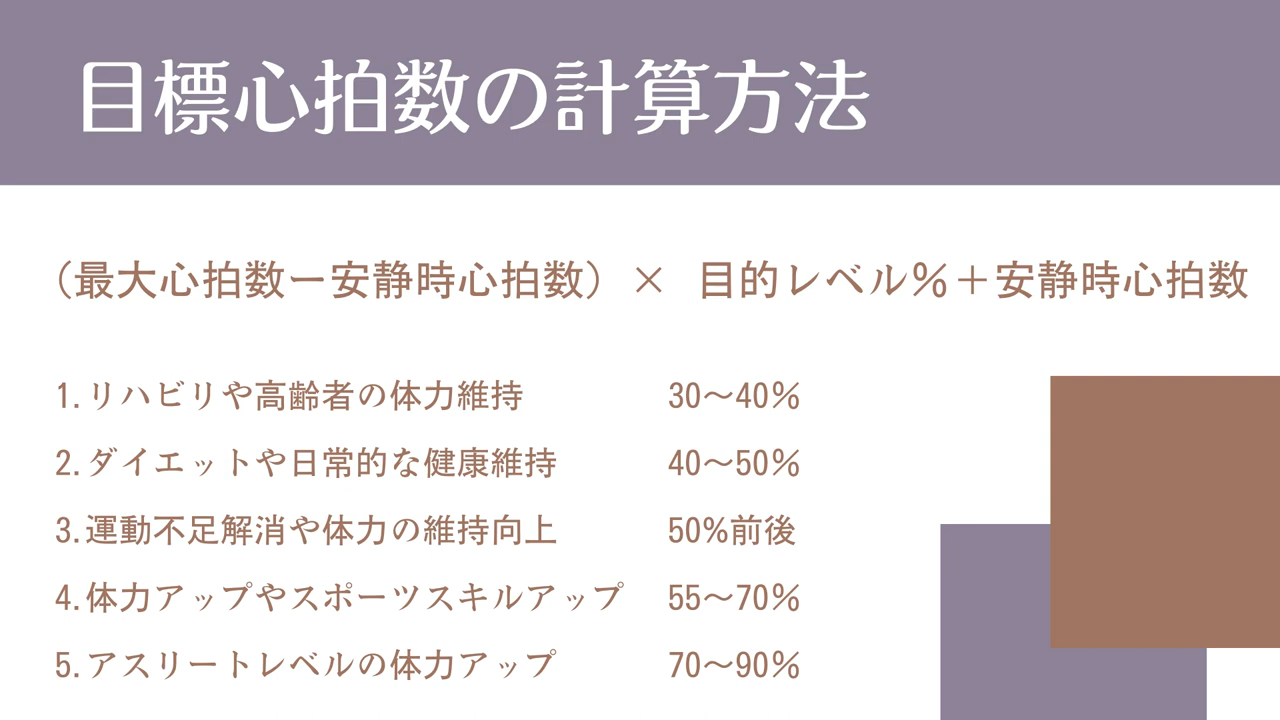 目標心拍数の計算方法
（最大心拍数ー安静時心拍数）× 目的レベル％＋安静時心拍数
1.リハビリや高齢者の体力維持 30〜40％
2.ダイエットや日常的な健康維持 40〜50％
3.運動不足解消や体力の維持向上 50%前後
4.体力アップやスポーツスキルアップ 55〜70％
5.アスリートレベルの体力アップ 70〜90％